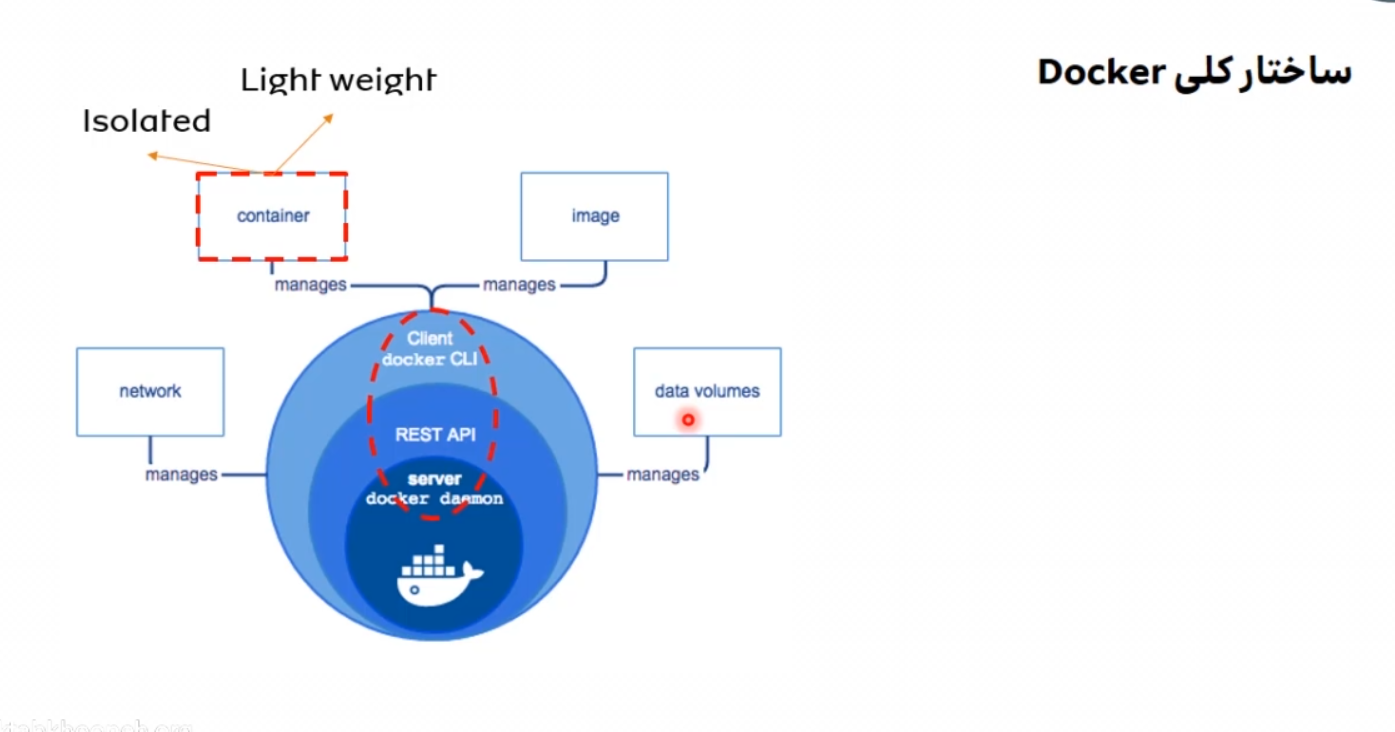 ساختار کلی Docker
Light weight
Isolated
container
image
manages
manages
Client
docker CLI
network
data volumes
REST API
manages
server
docker daemon
manages